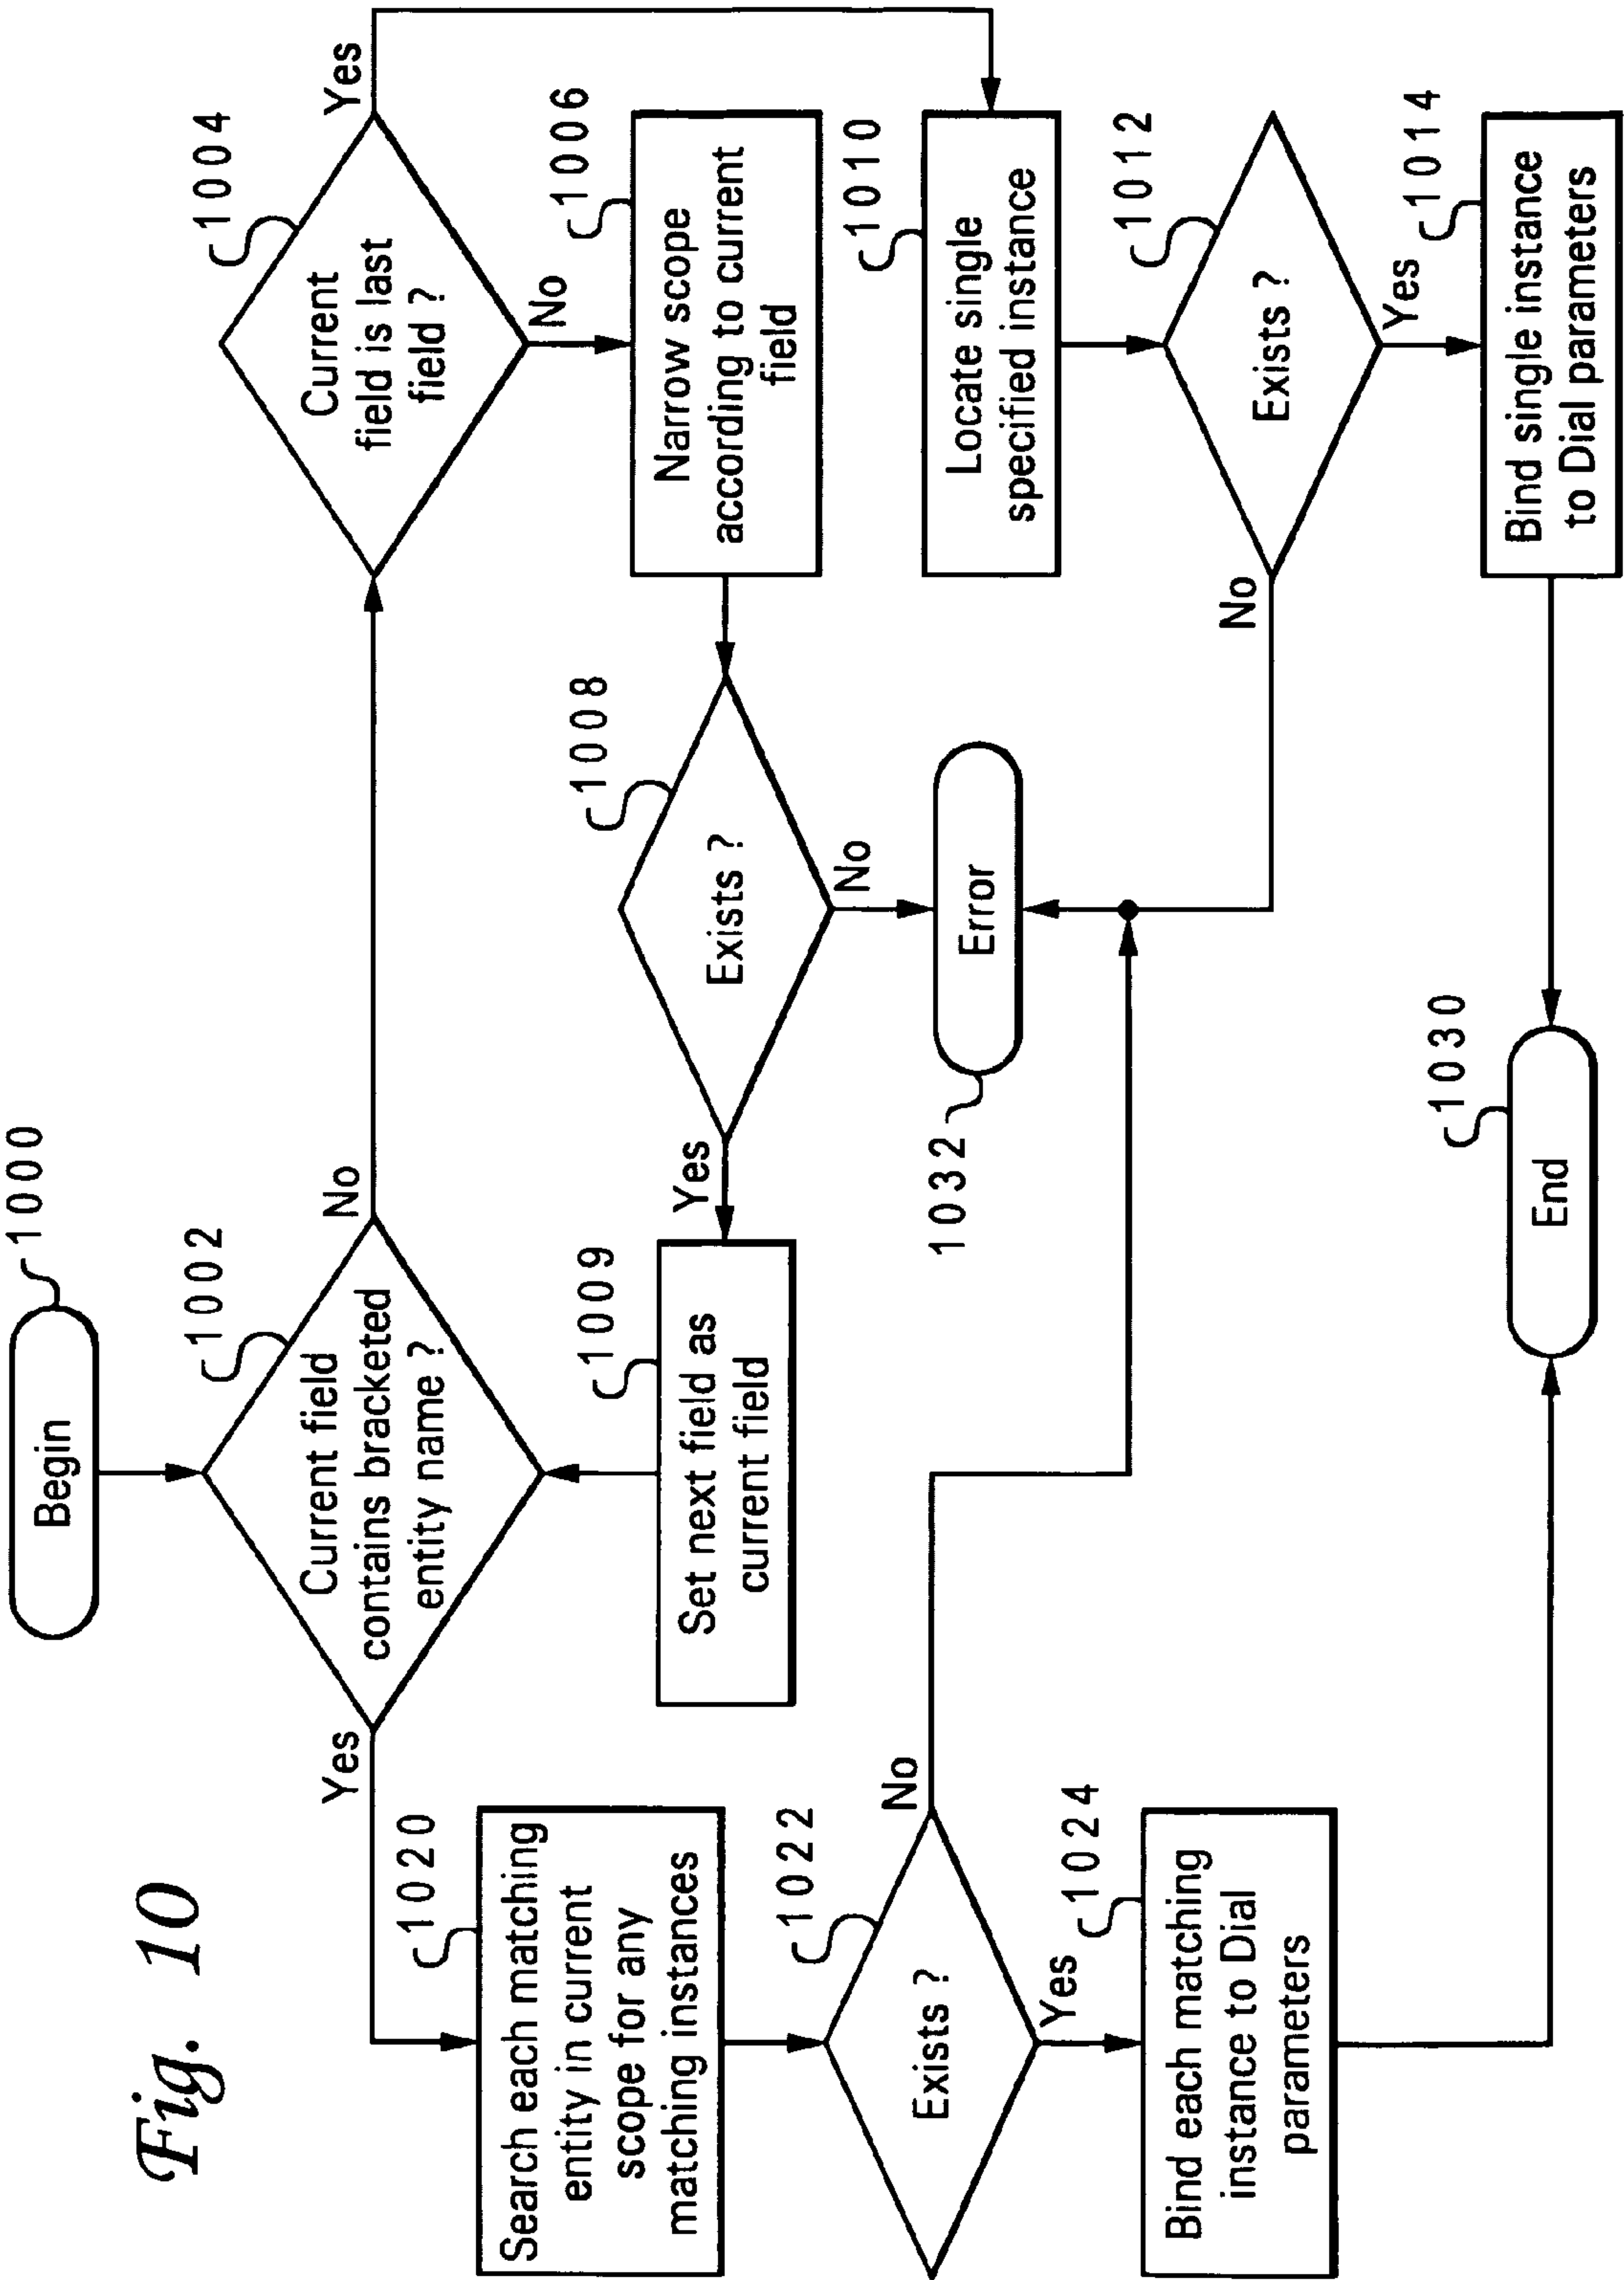 Fig. 10
Begin
1000
Current field
contains bracketed
entity name ?
1002
Yes
No
Current
field is last
field ?
1004
Yes
No
Narrow scope
according to current
field
1006
Exists ?
1008
Yes
No
Set next field as
current field
1009
Locate single
specified instance
1010
Exists ?
1012
No
Yes
Bind single instance
to Dial parameters
1014
Search each matching
entity in current
scope for any
matching instances
1020
Exists ?
1022
No
Yes
Bind each matching
instance to Dial
parameters
1024
Error
1032
End
1030